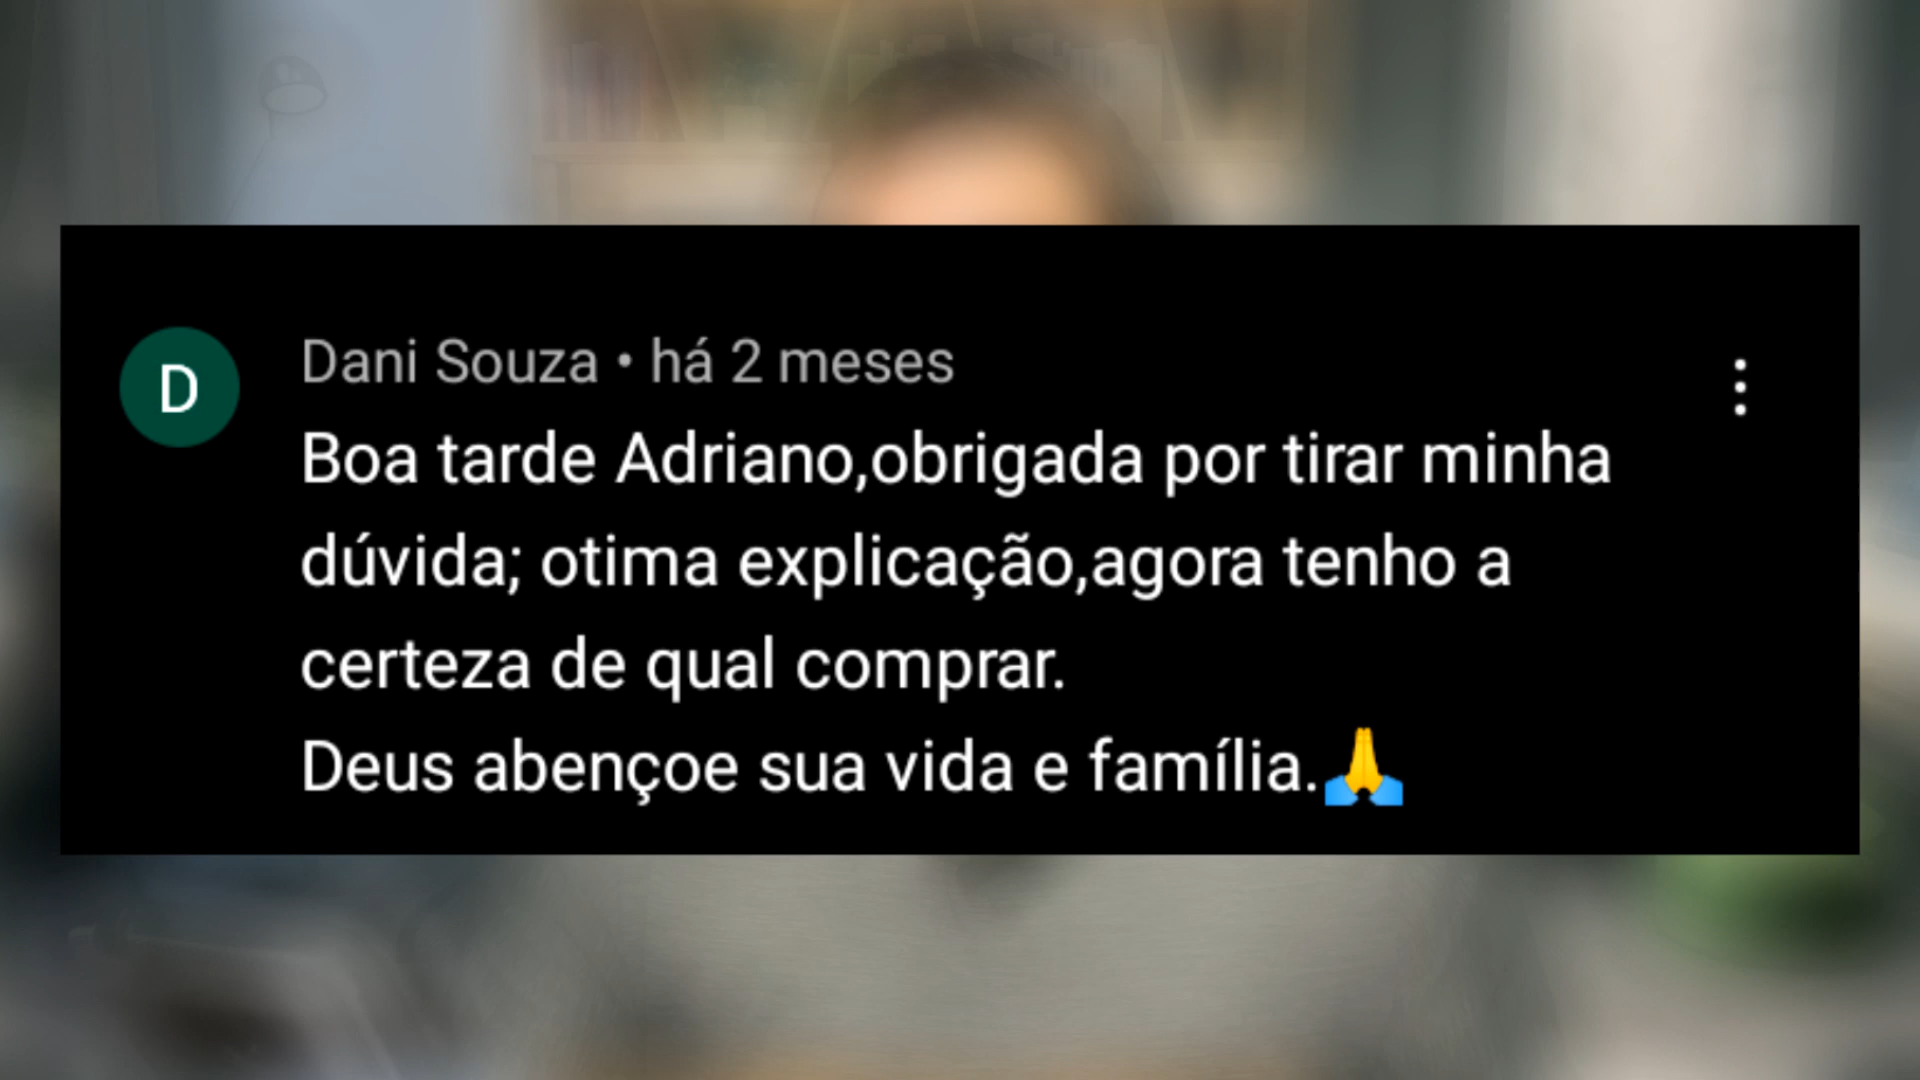 D
Dani Souza • há 2 meses
Boa tarde Adriano,obrigada por tirar minha
dúvida; otima explicação,agora tenho a
certeza de qual comprar.
Deus abençoe sua vida e família.🙏